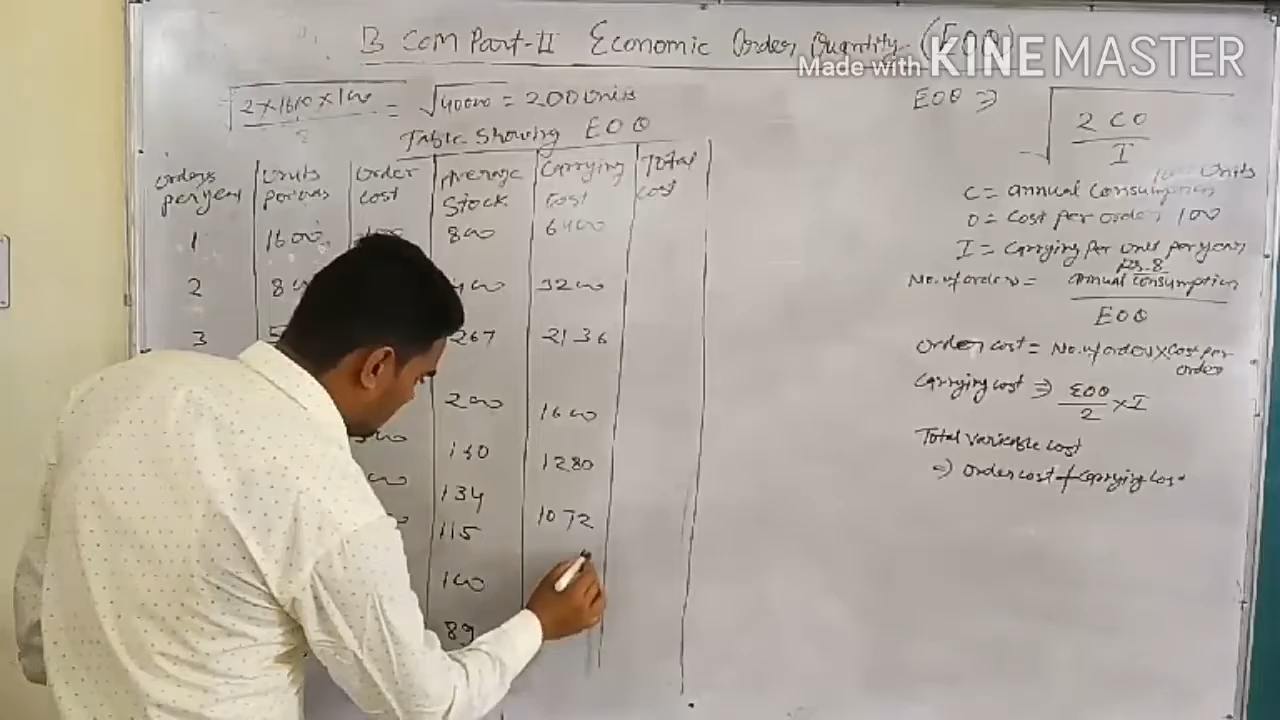 B Com Part-II Economic Order Quantity (EOQ)
Made with KINEMASTER
2×1600×100 = √40000 = 200 Units
8
Table Showing EOQ
Orders per year Units Order cost Average Stock Carrying cost Total cost
1 1600 100 800 6400
2 3200
3 267 2136
200 1600
1280
134 1072
115
100
89
EOQ ⇒ √ 2CO
I
Units
C = annual Consumption
O = Cost per order 100
I = Carrying per unit per year
Rs. 8
No. of orders = annual Consumption
EOQ
Order cost = No. of orders × Cost per order
Carrying cost ⇒ EOQ × I
2
Total variable cost
⇒ Order cost + Carrying cost